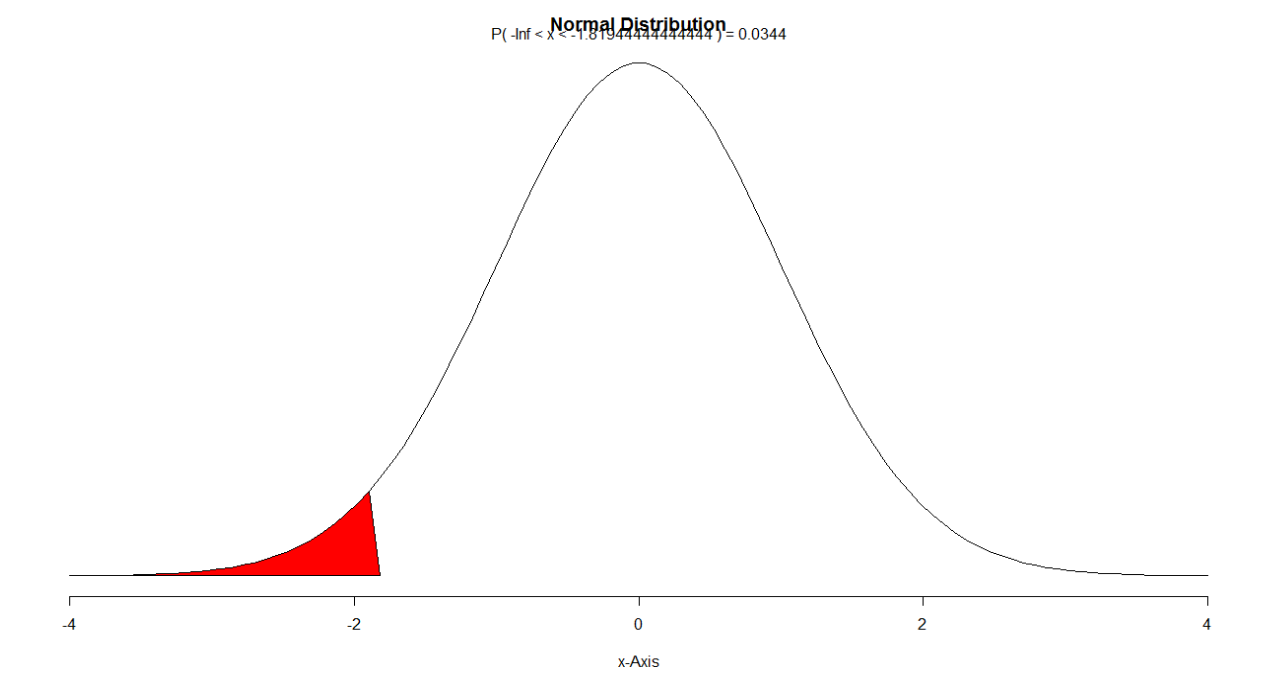 Normal Distribution
P( -Inf < x < -1.81944444444444 ) = 0.0344
-4 -2 0 2 4
x-Axis